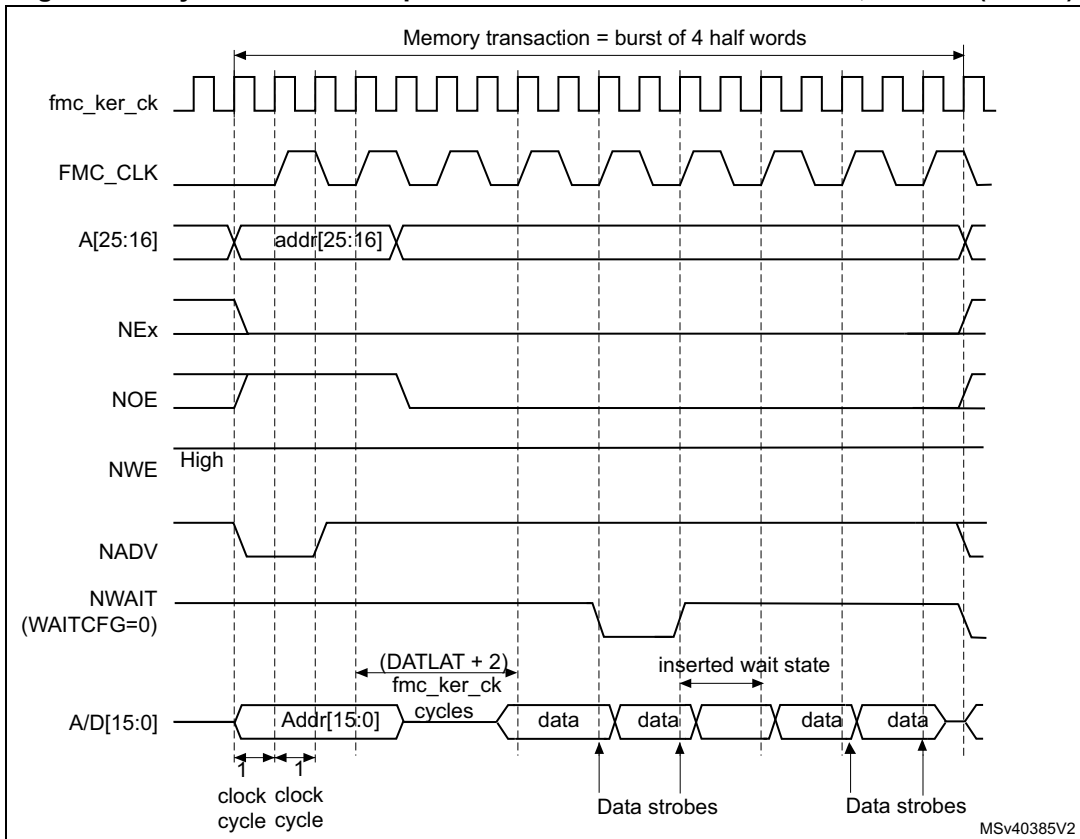 Memory transaction = burst of 4 half words
fmc_ker_ck
FMC_CLK
A[25:16]
addr[25:16]
NEx
NOE
High
NWE
NADV
NWAIT
(WAITCFG=0)
(DATLAT + 2)
inserted wait state
fmc_ker_ck
cycles
A/D[15:0]
Addr[15:0]
data
data
data
data
1
1
clock
clock
cycle
cycle
Data strobes
Data strobes
MSv40385V2